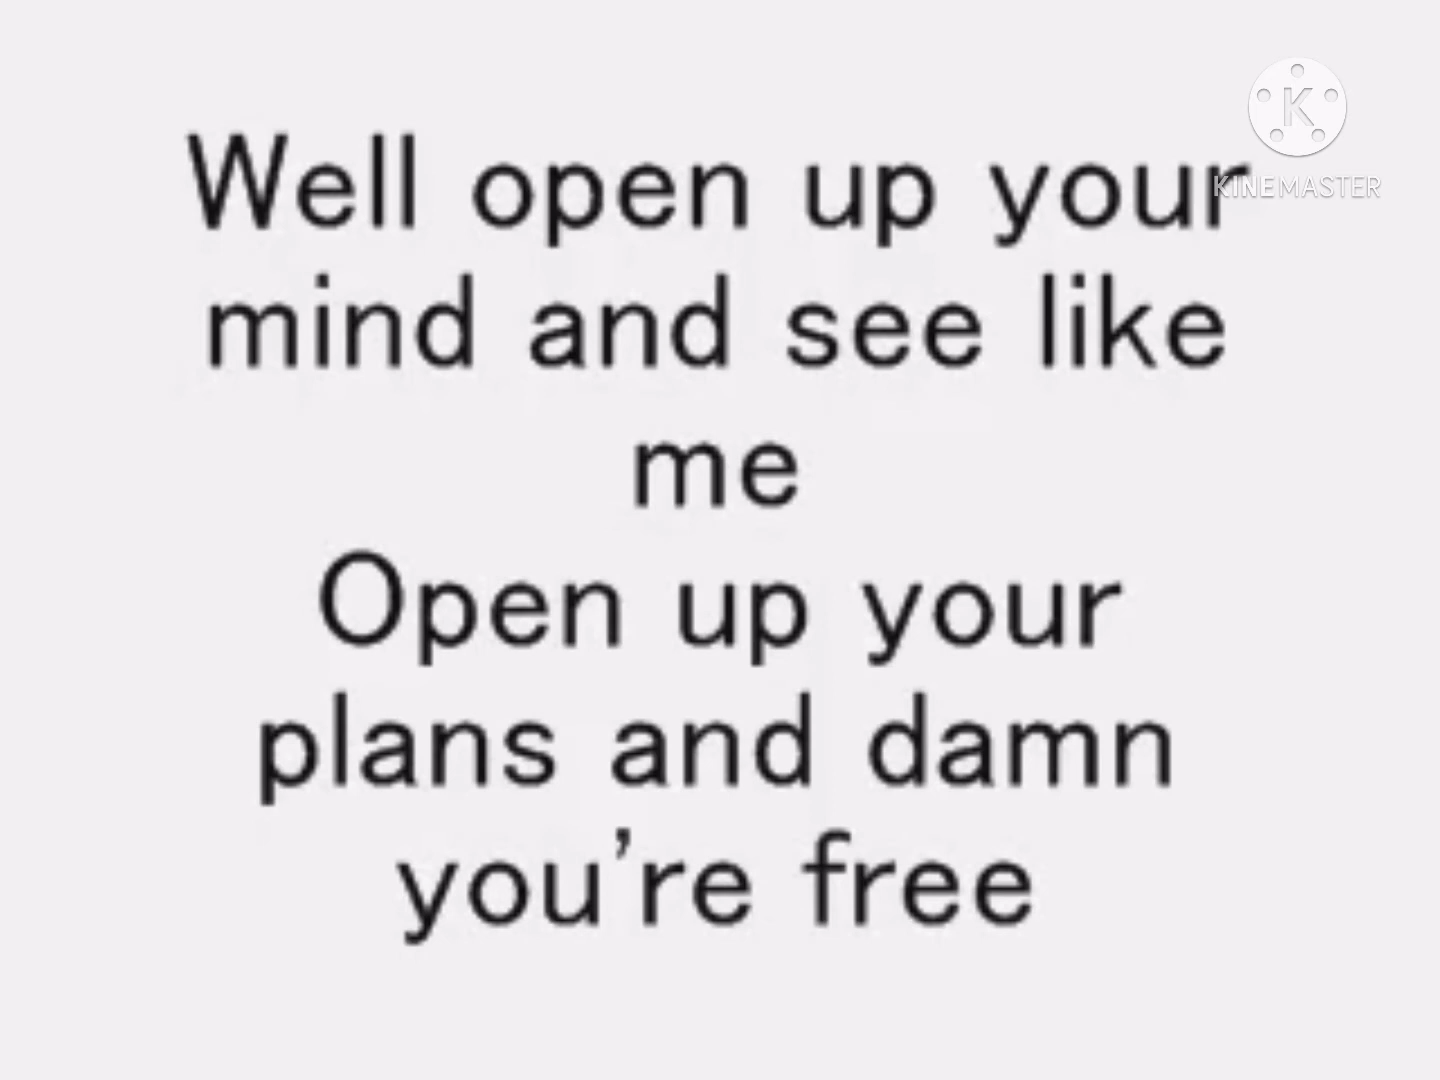 Well open up your
mind and see like
me
Open up your
plans and damn
you're free
K
KINEMASTER